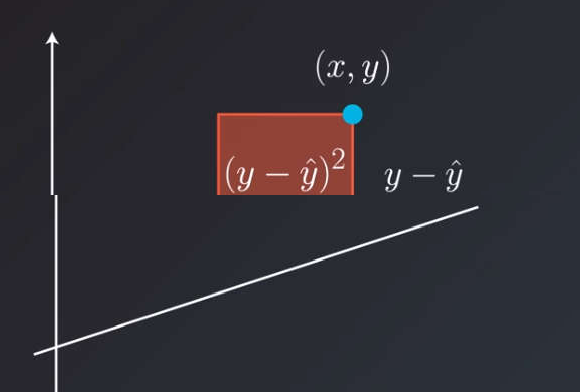 (x, y)
(y − ŷ)²
y − ŷ